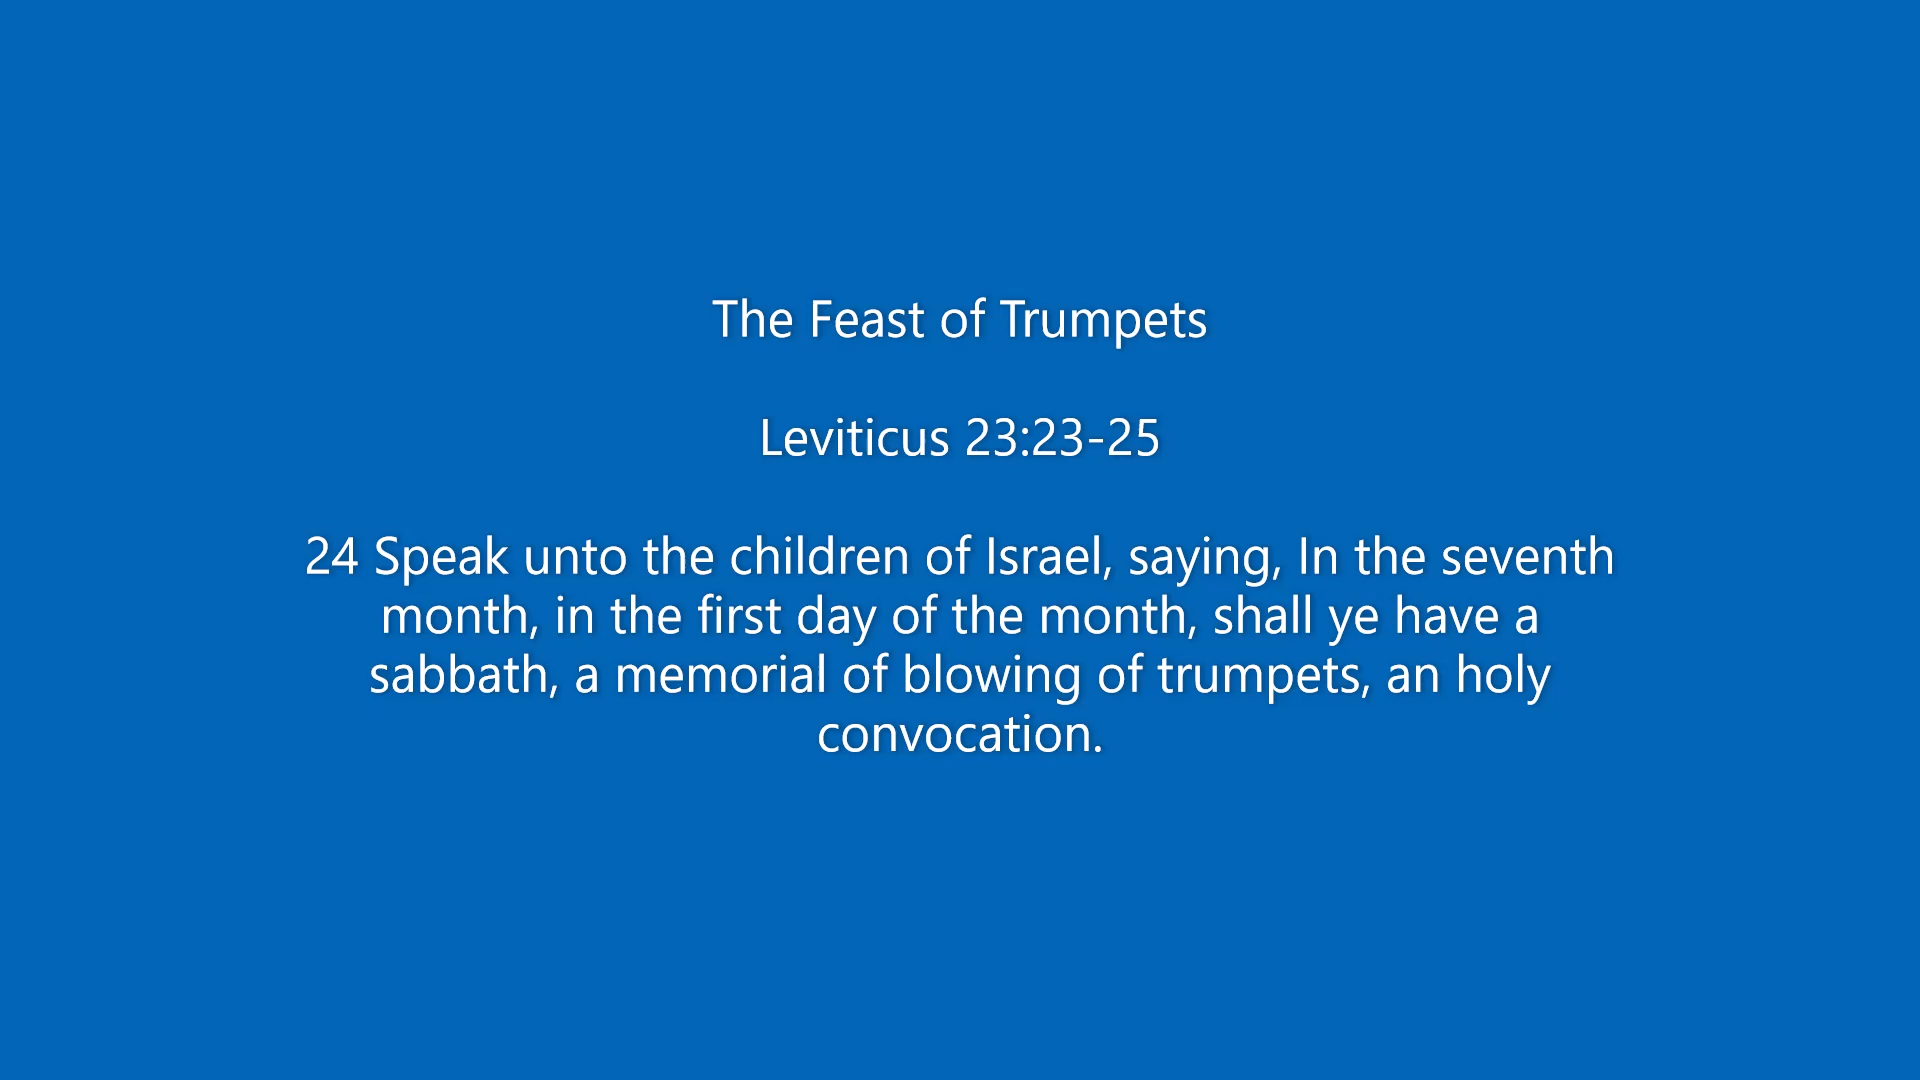 The Feast of Trumpets
Leviticus 23:23-25
24 Speak unto the children of Israel, saying, In the seventh
month, in the first day of the month, shall ye have a
sabbath, a memorial of blowing of trumpets, an holy
convocation.